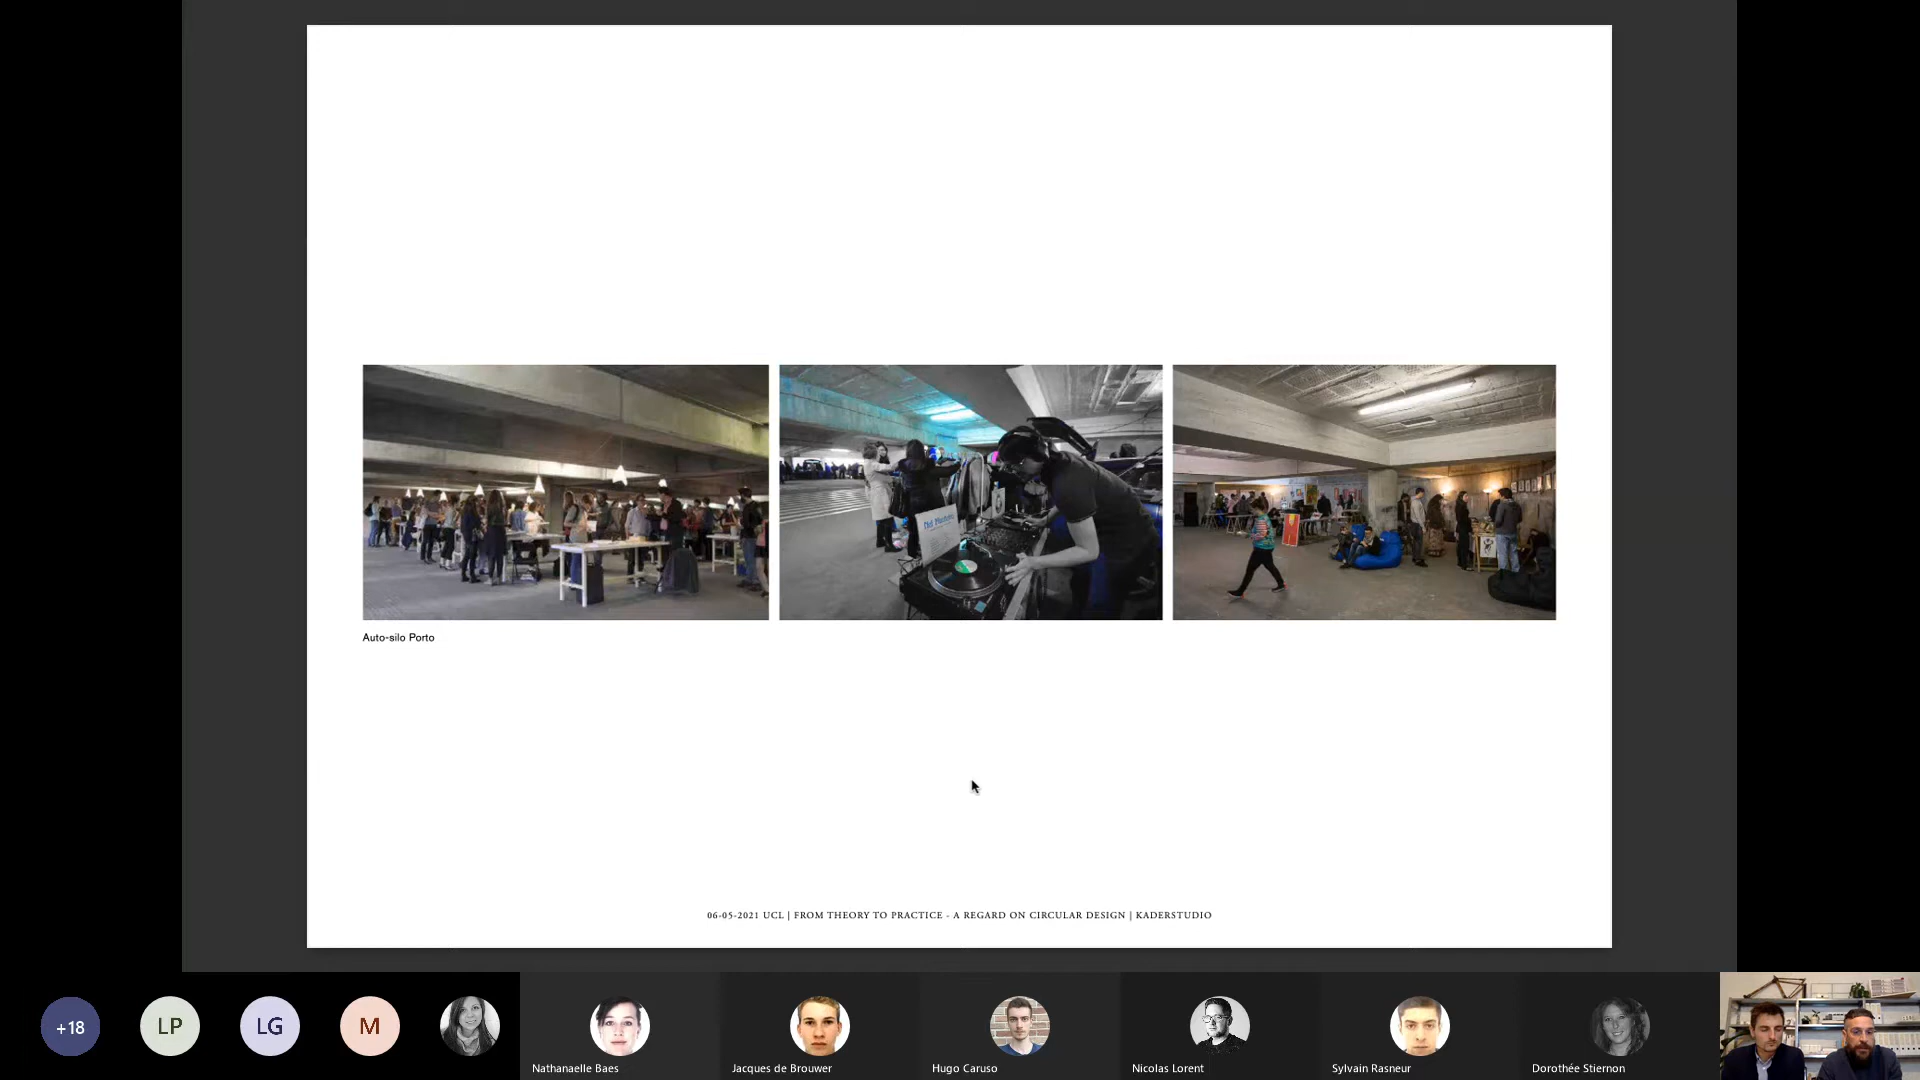 Auto-silo Porto
06-05-2021 UCL | FROM THEORY TO PRACTICE - A REGARD ON CIRCULAR DESIGN | KADERSTUDIO
+18
LP
LG
M
Nathanaelle Baes
Jacques de Brouwer
Hugo Caruso
Nicolas Lorent
Sylvain Rasneur
Dorothée Stiernon